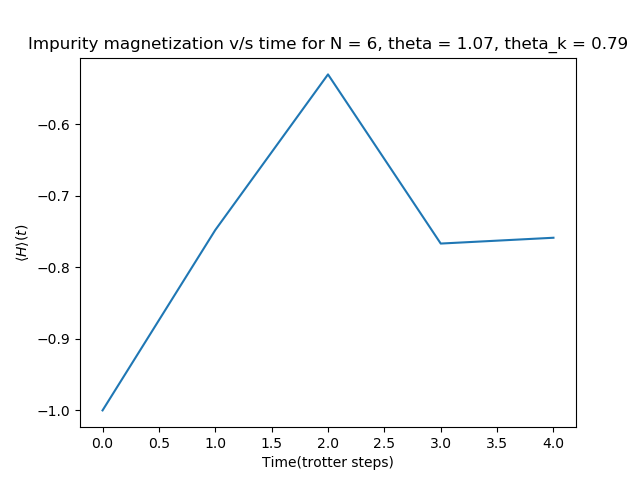 Impurity magnetization v/s time for N = 6, theta = 1.07, theta_k = 0.79
−0.6
−0.7
−0.8
−0.9
−1.0
⟨H⟩(t)
0.0 0.5 1.0 1.5 2.0 2.5 3.0 3.5 4.0
Time(trotter steps)